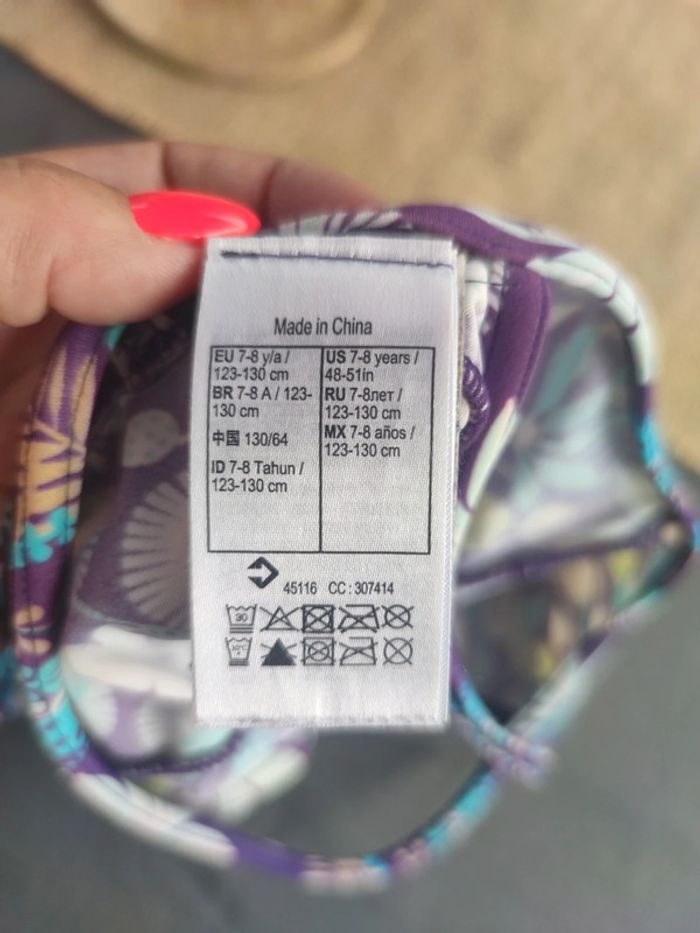 Made in China
EU 7-8 y/a /
123-130 cm
BR 7-8 A / 123-
130 cm
中国 130/64
ID 7-8 Tahun /
123-130 cm
US 7-8 years /
48-51in
RU 7-8лет /
123-130 cm
MX 7-8 años /
123-130 cm
45116 CC : 307414
30
30°C